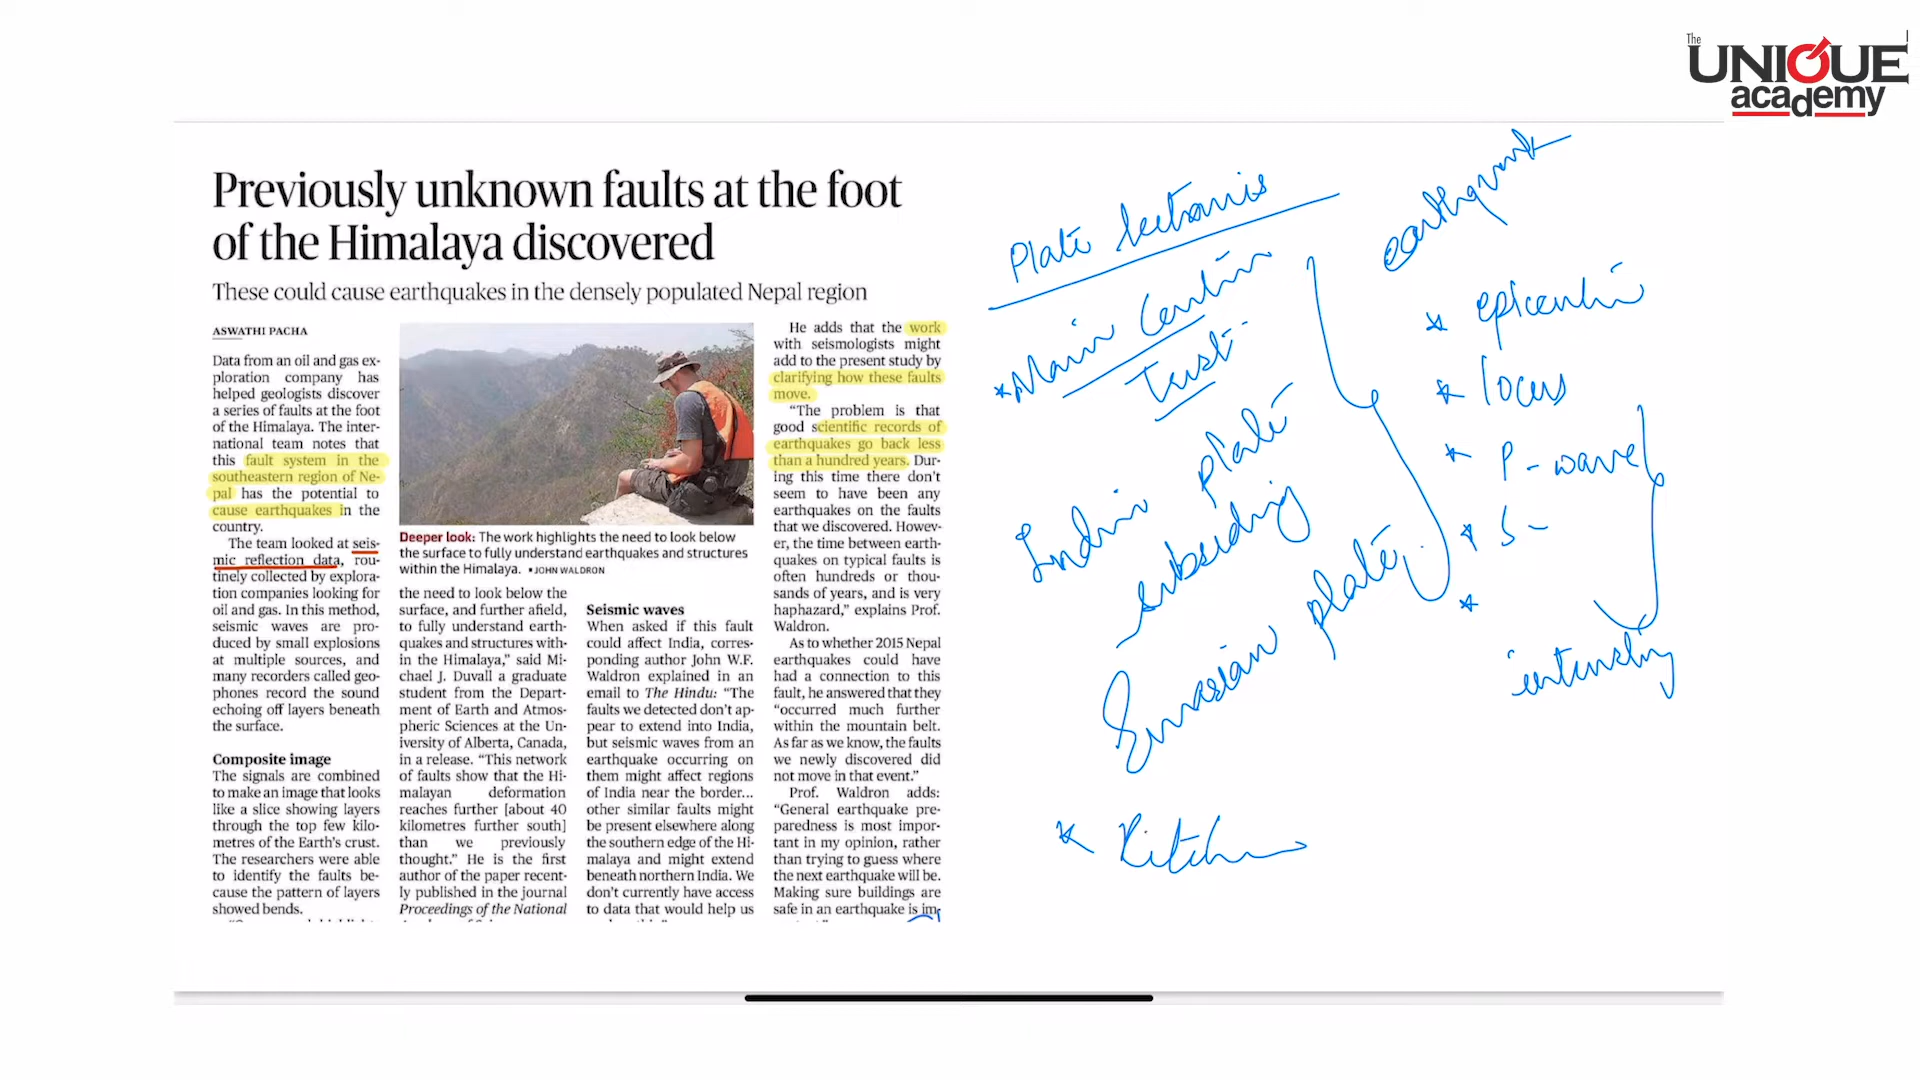 The
UNIQUE
academy
Previously unknown faults at the foot
of the Himalaya discovered
These could cause earthquakes in the densely populated Nepal region
ASWATHI PACHA
Data from an oil and gas ex-
ploration company has
helped geologists discover
a series of faults at the foot
of the Himalaya. The inter-
national team notes that
this fault system in the
southeastern region of Ne-
pal has the potential to
cause earthquakes in the
country.
The team looked at seis-
mic reflection data, rou-
tinely collected by explora-
tion companies looking for
oil and gas. In this method,
seismic waves are pro-
duced by small explosions
at multiple sources, and
many recorders called geo-
phones record the sound
echoing off layers beneath
the surface.
Composite image
The signals are combined
to make an image that looks
like a slice showing layers
through the top few kilo-
metres of the Earth's crust.
The researchers were able
to identify the faults be-
cause the pattern of layers
showed bends.
Deeper look: The work highlights the need to look below
the surface to fully understand earthquakes and structures
within the Himalaya. •JOHN WALDRON
the need to look below the
surface, and further afield,
to fully understand earth-
quakes and structures with-
in the Himalaya," said Mi-
chael J. Duvall a graduate
student from the Depart-
ment of Earth and Atmos-
pheric Sciences at the Un-
iversity of Alberta, Canada,
in a release. "This network
of faults show that the Hi-
malayan deformation
reaches further [about 40
kilometres further south]
than we previously
thought." He is the first
author of the paper recent-
ly published in the journal
Proceedings of the National
Seismic waves
When asked if this fault
could affect India, corres-
ponding author John W.F.
Waldron explained in an
email to The Hindu: "The
faults we detected don't ap-
pear to extend into India,
but seismic waves from an
earthquake occurring on
them might affect regions
of India near the border...
other similar faults might
be present elsewhere along
the southern edge of the Hi-
malaya and might extend
beneath northern India. We
don't currently have access
to data that would help us
He adds that the work
with seismologists might
add to the present study by
clarifying how these faults
move.
"The problem is that
good scientific records of
earthquakes go back less
than a hundred years. Dur-
ing this time there don't
seem to have been any
earthquakes on the faults
that we discovered. Howev-
er, the time between earth-
quakes on typical faults is
often hundreds or thou-
sands of years, and is very
haphazard," explains Prof.
Waldron.
As to whether 2015 Nepal
earthquakes could have
had a connection to this
fault, he answered that they
"occurred much further
within the mountain belt.
As far as we know, the faults
we newly discovered did
not move in that event."
Prof. Waldron adds:
"General earthquake pre-
paredness is most impor-
tant in my opinion, rather
than trying to guess where
the next earthquake will be.
Making sure buildings are
safe in an earthquake is im-
Plate
* Main
Trust
Indian plate
Eurasian plate
earthquake
*
* focus
* P-wave
* S-
*
intensity
*